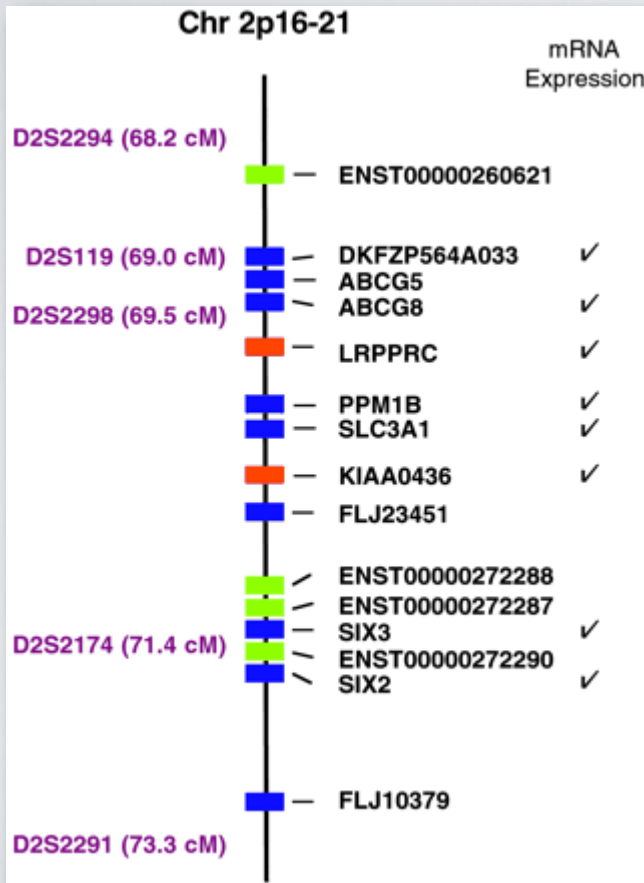 Chr 2p16-21
mRNA
Expression
D2S2294 (68.2 cM)
ENST00000260621
D2S119 (69.0 cM)
DKFZP564A033 ✓
ABCG5
ABCG8 ✓
D2S2298 (69.5 cM)
LRPPRC ✓
PPM1B ✓
SLC3A1 ✓
KIAA0436 ✓
FLJ23451
ENST00000272288
ENST00000272287
SIX3 ✓
D2S2174 (71.4 cM)
ENST00000272290
SIX2 ✓
FLJ10379
D2S2291 (73.3 cM)